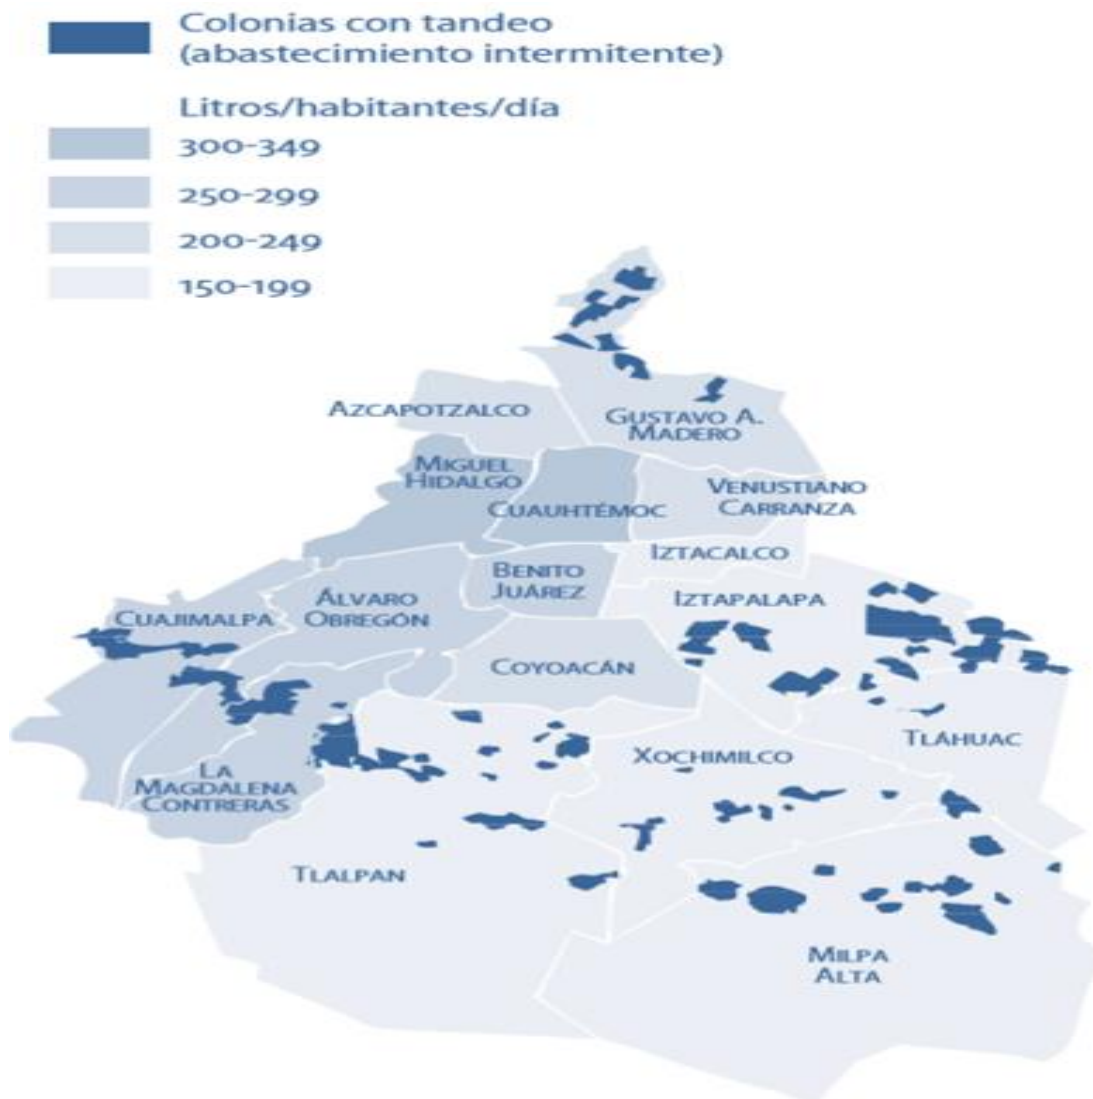 Colonias con tandeo
(abastecimiento intermitente)
Litros/habitantes/día
300-349
250-299
200-249
150-199
AZCAPOTZALCO
GUSTAVO A.
MADERO
MIGUEL
HIDALGO
CUAUHTÉMOC
VENUSTIANO
CARRANZA
IZTACALCO
BENITO
JUÁREZ
ÁLVARO
OBREGÓN
CUAJIMALPA
IZTAPALAPA
COYOACÁN
TLÁHUAC
XOCHIMILCO
LA
MAGDALENA
CONTRERAS
TLALPAN
MILPA
ALTA